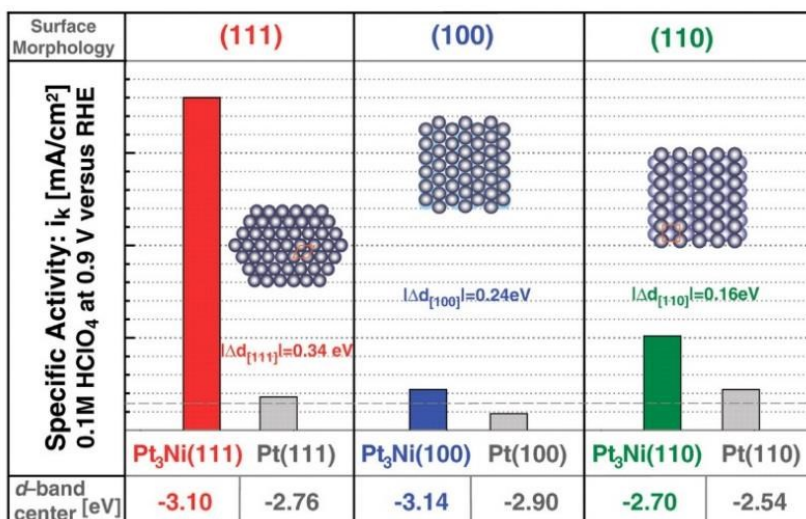 Surface
Morphology
(111)
(100)
(110)
Specific Activity: iₖ [mA/cm²]
0.1M HClO₄ at 0.9 V versus RHE
|Δd[111]|=0.34 eV
|Δd[100]|=0.24eV
|Δd[110]|=0.16eV
Pt₃Ni(111)
Pt(111)
Pt₃Ni(100)
Pt(100)
Pt₃Ni(110)
Pt(110)
d-band
center [eV]
-3.10
-2.76
-3.14
-2.90
-2.70
-2.54